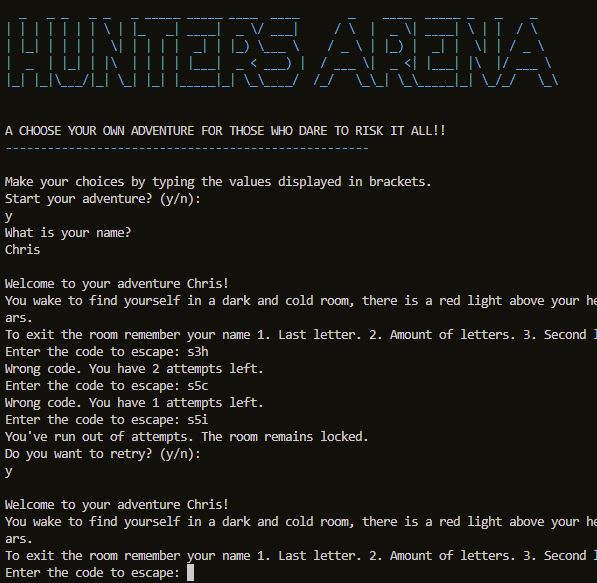 HUNTERS ARENA
A CHOOSE YOUR OWN ADVENTURE FOR THOSE WHO DARE TO RISK IT ALL!!
----------------------------------------------------
Make your choices by typing the values displayed in brackets.
Start your adventure? (y/n):
y
What is your name?
Chris
Welcome to your adventure Chris!
You wake to find yourself in a dark and cold room, there is a red light above your he
ars.
To exit the room remember your name 1. Last letter. 2. Amount of letters. 3. Second l
Enter the code to escape: s3h
Wrong code. You have 2 attempts left.
Enter the code to escape: s5c
Wrong code. You have 1 attempts left.
Enter the code to escape: s5i
You've run out of attempts. The room remains locked.
Do you want to retry? (y/n):
y
Welcome to your adventure Chris!
You wake to find yourself in a dark and cold room, there is a red light above your he
ars.
To exit the room remember your name 1. Last letter. 2. Amount of letters. 3. Second l
Enter the code to escape: